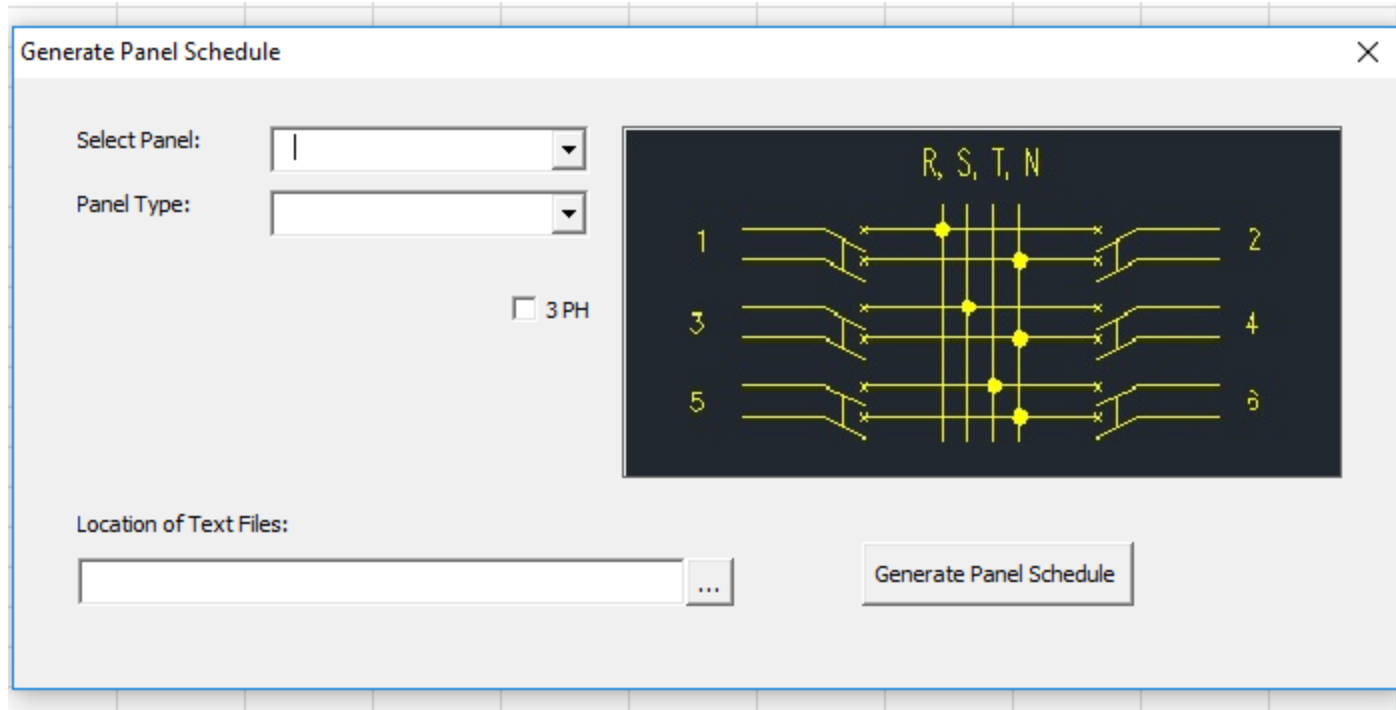 Generate Panel Schedule
Select Panel:
Panel Type:
3 PH
R, S, T, N
1
2
3
4
5
6
Location of Text Files:
...
Generate Panel Schedule